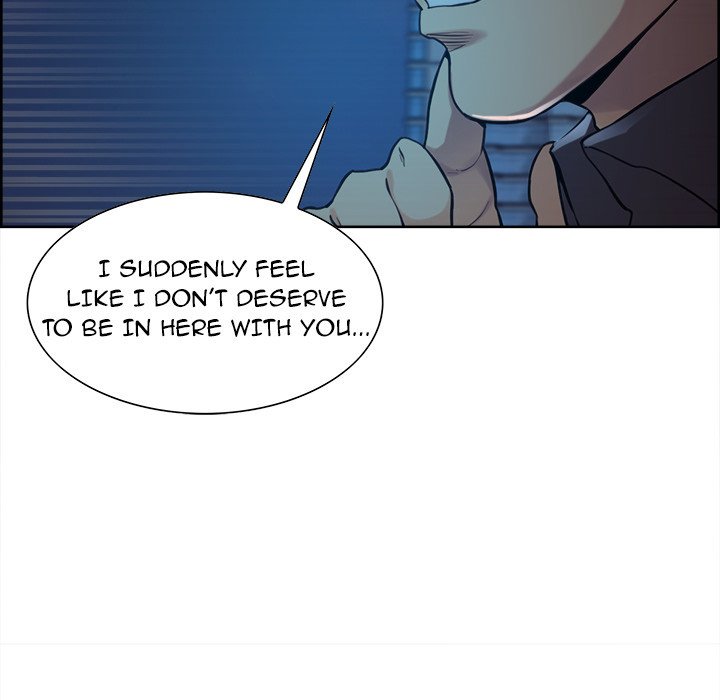 I SUDDENLY FEEL
LIKE I DON'T DESERVE
TO BE IN HERE WITH YOU...